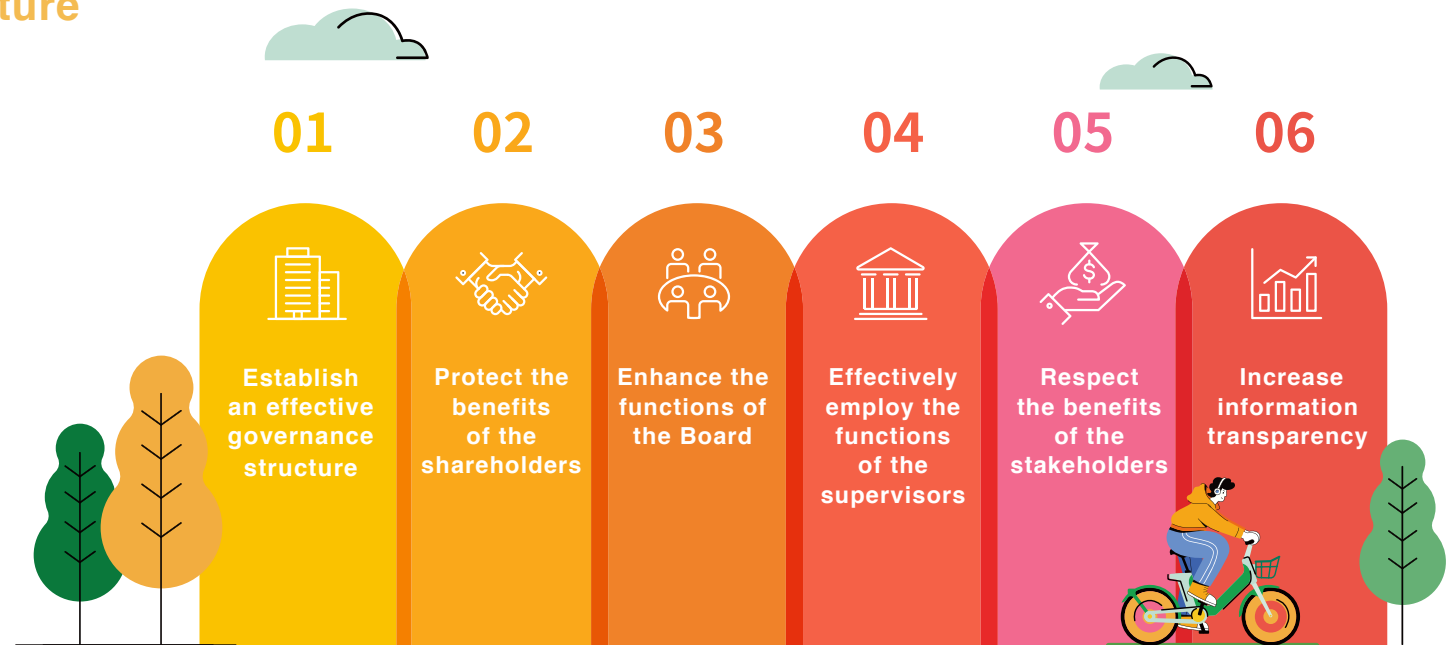 ture
01
02
03
04
05
06
Establish
an effective
governance
structure
Protect the
benefits
of the
shareholders
Enhance the
functions of
the Board
Effectively
employ the
functions
of the
supervisors
Respect
the benefits
of the
stakeholders
Increase
information
transparency
$